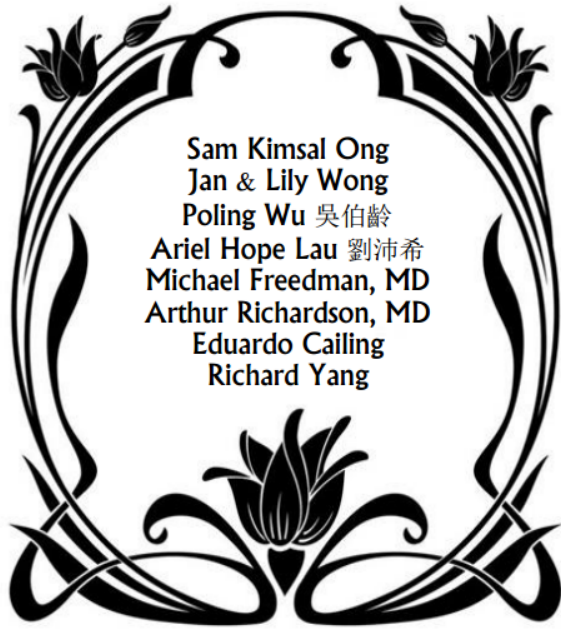 Sam Kimsal Ong
Jan & Lily Wong
Poling Wu 吳伯齡
Ariel Hope Lau 劉沛希
Michael Freedman, MD
Arthur Richardson, MD
Eduardo Cailing
Richard Yang